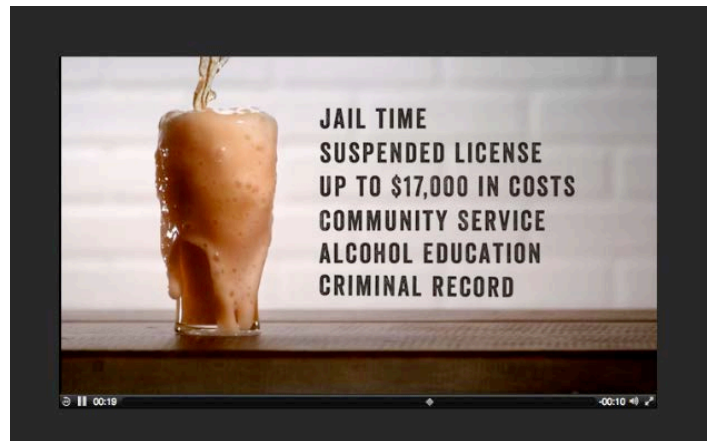 JAIL TIME
SUSPENDED LICENSE
UP TO $17,000 IN COSTS
COMMUNITY SERVICE
ALCOHOL EDUCATION
CRIMINAL RECORD
00:19
-00:10